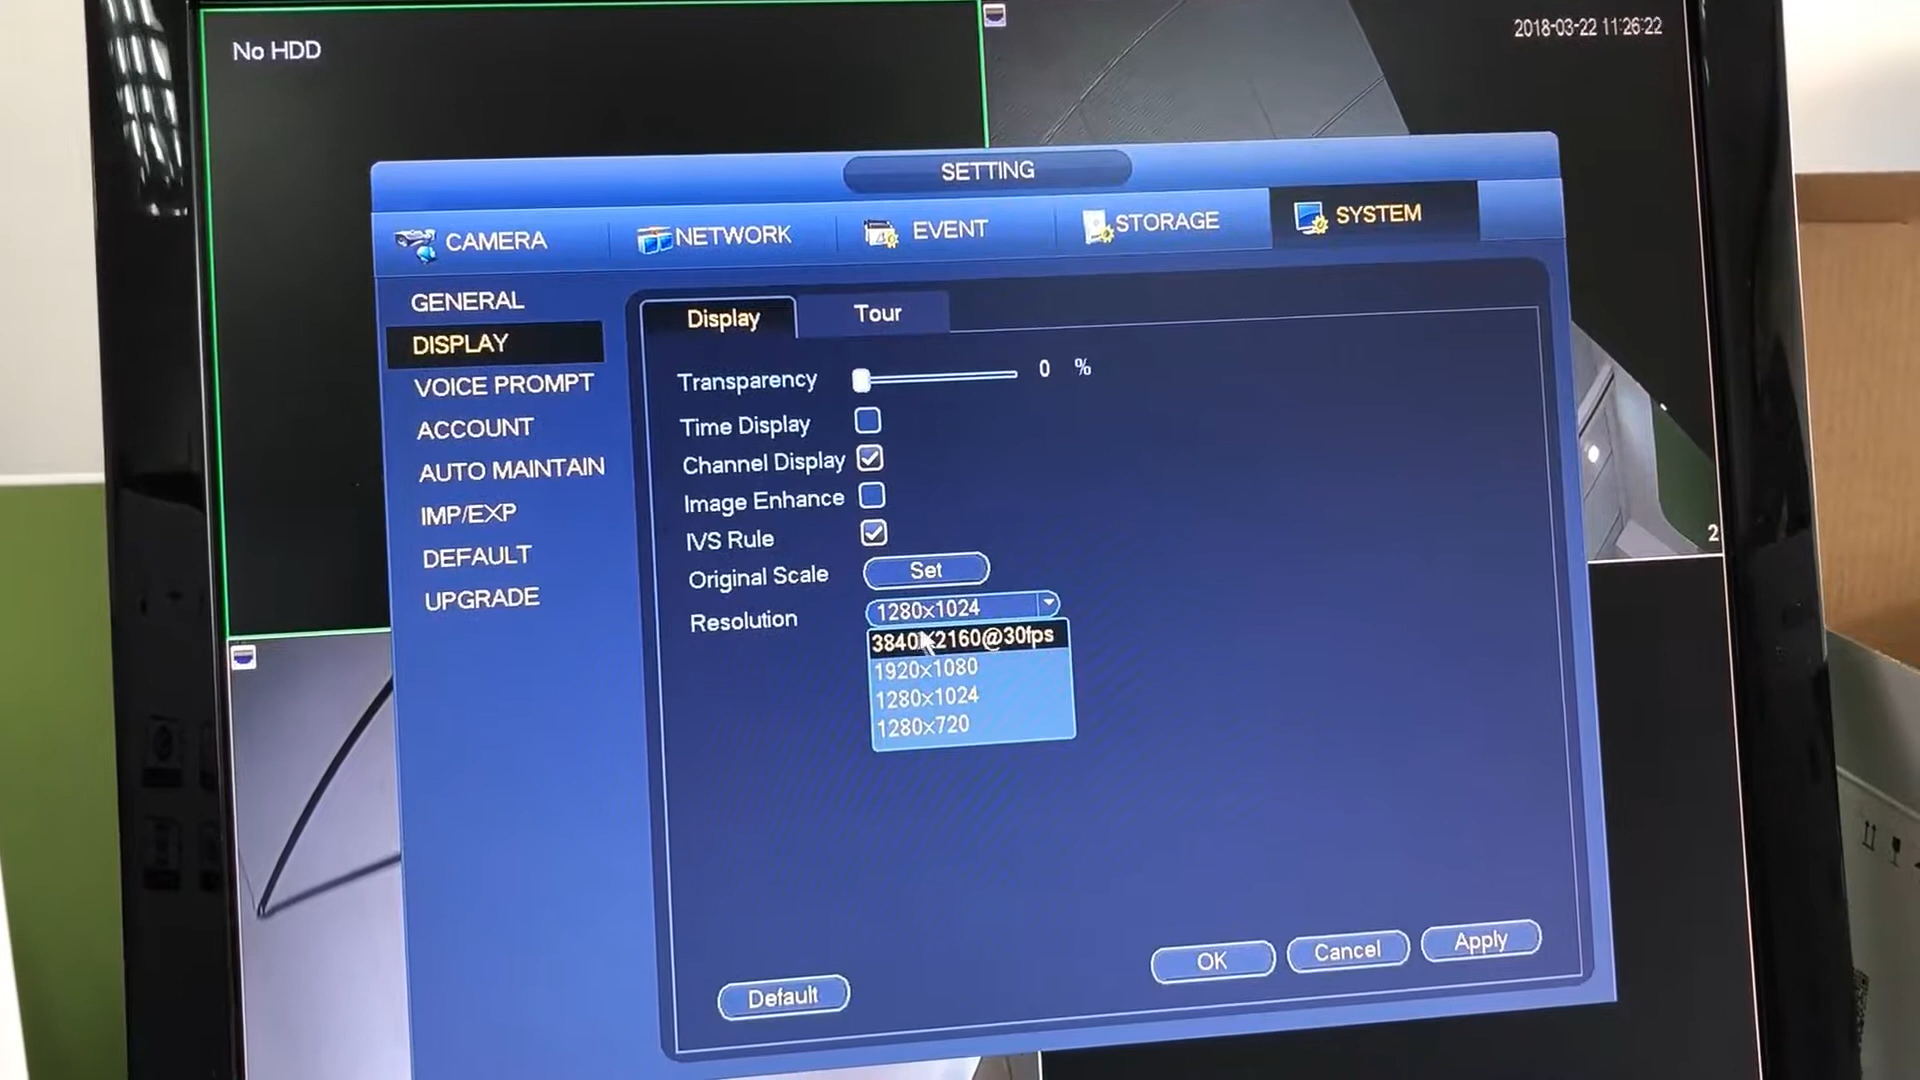 No HDD
2018-03-22 11:26:22
SETTING
CAMERA
NETWORK
EVENT
STORAGE
SYSTEM
GENERAL
DISPLAY
VOICE PROMPT
ACCOUNT
AUTO MAINTAIN
IMP/EXP
DEFAULT
UPGRADE
Display
Tour
Transparency 0 %
Time Display
Channel Display
Image Enhance
IVS Rule
Original Scale Set
Resolution 1280x1024
3840x2160@30fps
1920x1080
1280x1024
1280x720
2
Default
OK
Cancel
Apply